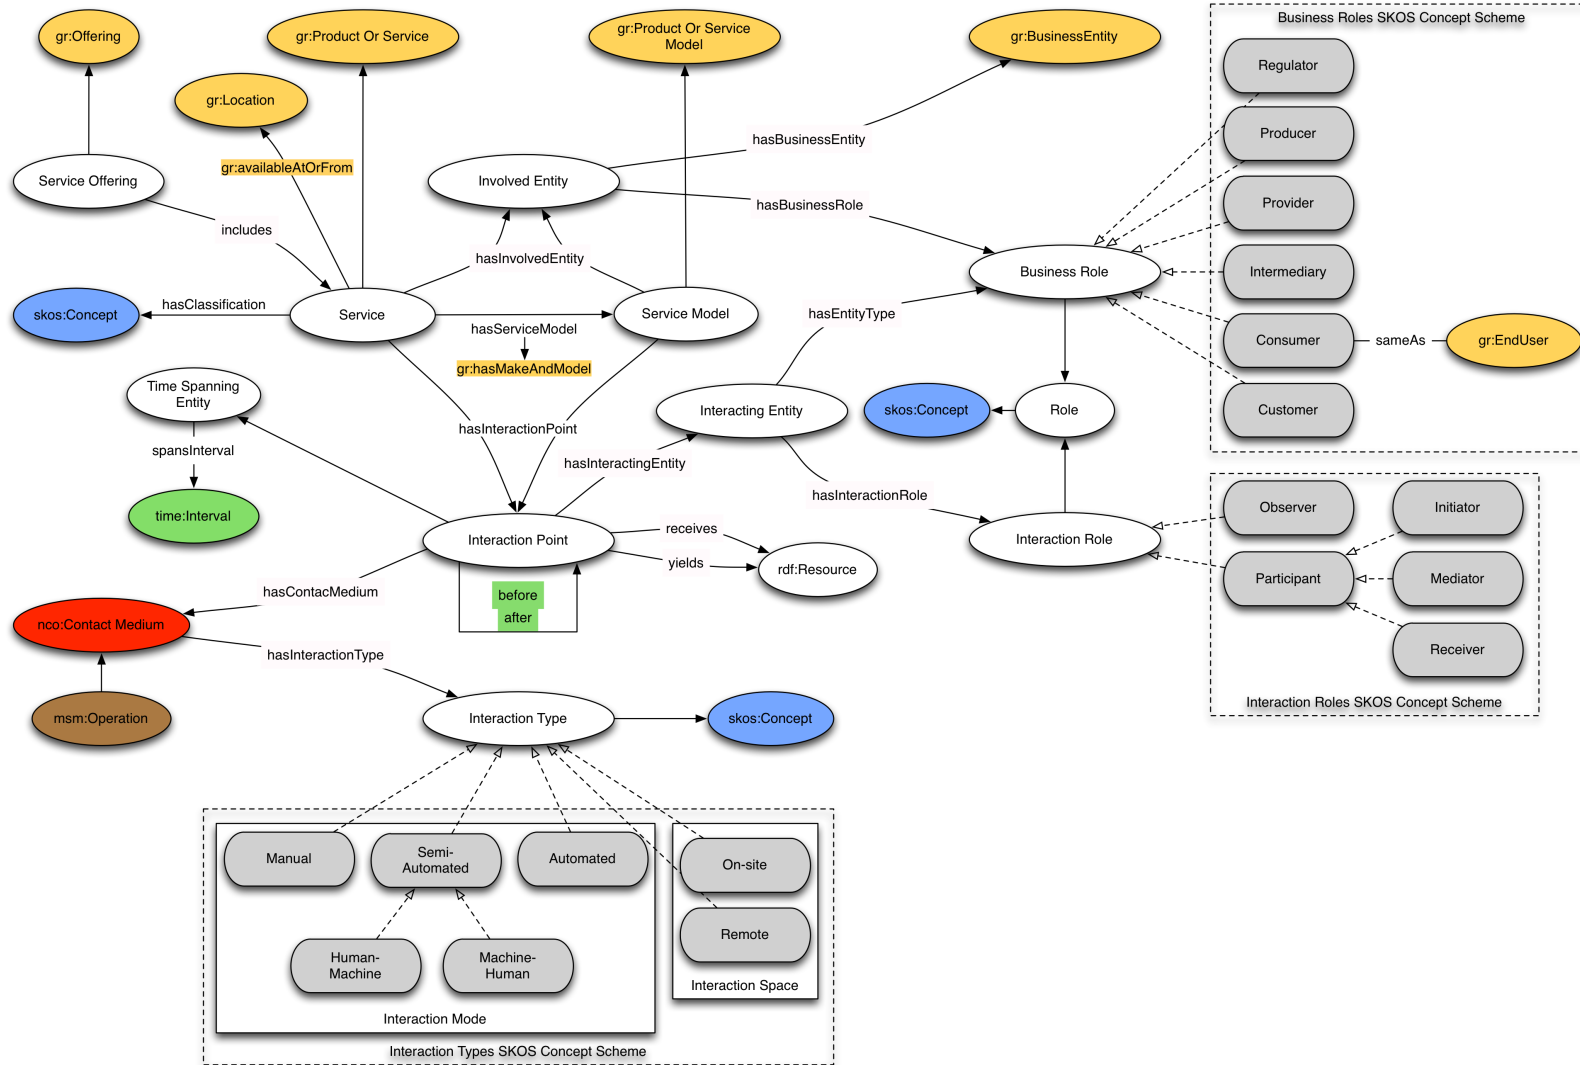 gr:Offering
gr:Product Or Service
gr:Product Or Service
Model
gr:BusinessEntity
Business Roles SKOS Concept Scheme
Regulator
gr:Location
Producer
hasBusinessEntity
gr:availableAtOrFrom
Service Offering
Involved Entity
Provider
hasBusinessRole
includes
hasInvolvedEntity
Business Role
Intermediary
hasClassification
skos:Concept
Service
Service Model
hasEntityType
hasServiceModel
Consumer
sameAs
gr:EndUser
gr:hasMakeAndModel
Time Spanning
Entity
Interacting Entity
skos:Concept
Role
Customer
hasInteractionPoint
spansInterval
hasInteractingEntity
hasInteractionRole
time:Interval
Observer
Initiator
Interaction Point
receives
Interaction Role
yields
rdf:Resource
Participant
Mediator
hasContacMedium
before
after
nco:Contact Medium
hasInteractionType
Receiver
Interaction Roles SKOS Concept Scheme
msm:Operation
Interaction Type
skos:Concept
Manual
Semi-
Automated
Automated
On-site
Human-
Machine
Machine-
Human
Remote
Interaction Space
Interaction Mode
Interaction Types SKOS Concept Scheme